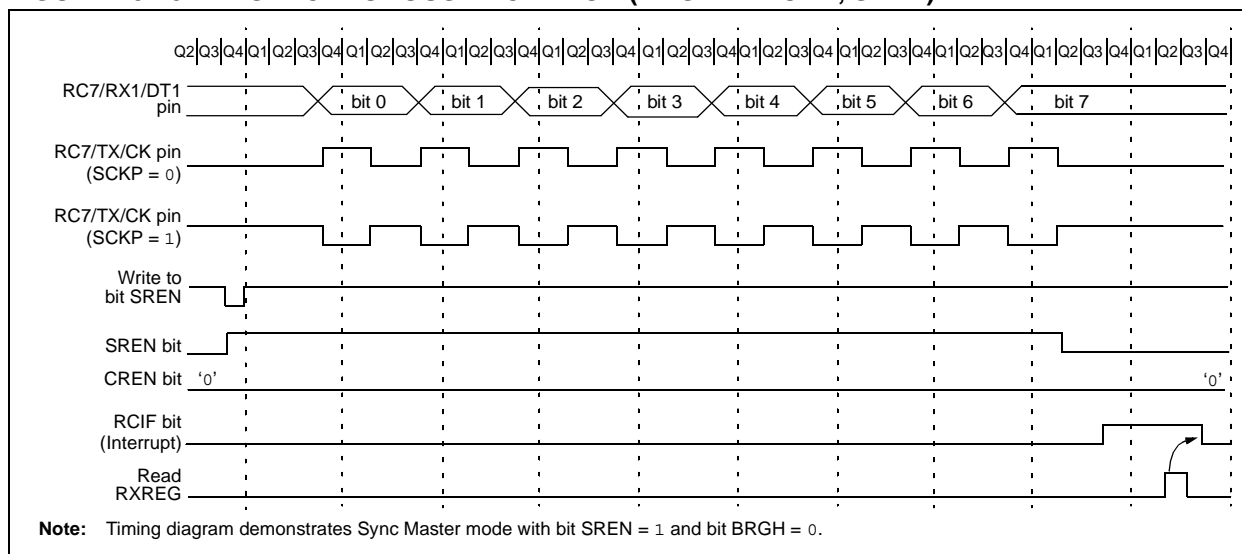 Q2 Q3 Q4 Q1 Q2 Q3 Q4 Q1 Q2 Q3 Q4 Q1 Q2 Q3 Q4 Q1 Q2 Q3 Q4 Q1 Q2 Q3 Q4 Q1 Q2 Q3 Q4 Q1 Q2 Q3 Q4 Q1 Q2 Q3 Q4 Q1 Q2 Q3 Q4 Q1 Q2 Q3 Q4
RC7/RX1/DT1
pin
bit 0 bit 1 bit 2 bit 3 bit 4 bit 5 bit 6 bit 7
RC7/TX/CK pin
(SCKP = 0)
RC7/TX/CK pin
(SCKP = 1)
Write to
bit SREN
SREN bit
CREN bit ‘0’ ‘0’
RCIF bit
(Interrupt)
Read
RXREG
Note: Timing diagram demonstrates Sync Master mode with bit SREN = 1 and bit BRGH = 0.